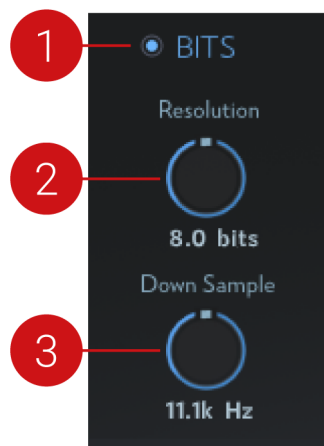 1
BITS
Resolution
2
8.0 bits
Down Sample
3
11.1k Hz